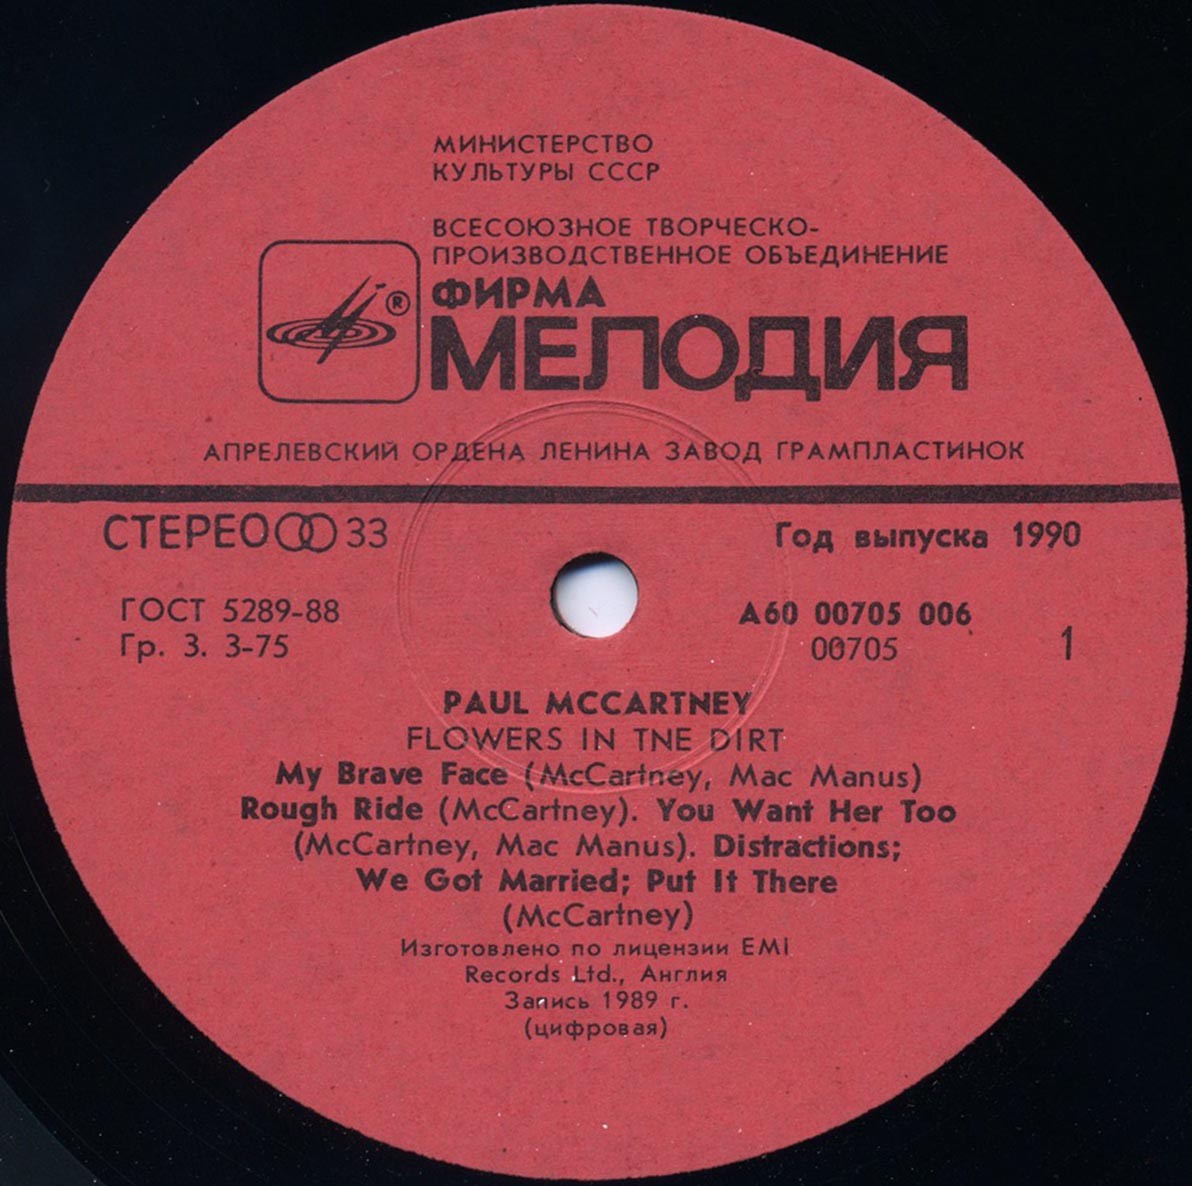 МИНИСТЕРСТВО
КУЛЬТУРЫ СССР
ВСЕСОЮЗНОЕ ТВОРЧЕСКО-
ПРОИЗВОДСТВЕННОЕ ОБЪЕДИНЕНИЕ
ФИРМА
®
МЕЛОДИЯ
АПРЕЛЕВСКИЙ ОРДЕНА ЛЕНИНА ЗАВОД ГРАМПЛАСТИНОК
СТЕРЕО 33
Год выпуска 1990
ГОСТ 5289-88
Гр. 3. 3-75
А60 00705 006
00705
1
PAUL MCCARTNEY
FLOWERS IN TNE DIRT
My Brave Face (McCartney, Mac Manus)
Rough Ride (McCartney). You Want Her Too
(McCartney, Mac Manus). Distractions;
We Got Married; Put It There
(McCartney)
Изготовлено по лицензии EMI
Records Ltd., Англия
Запись 1989 г.
(цифровая)